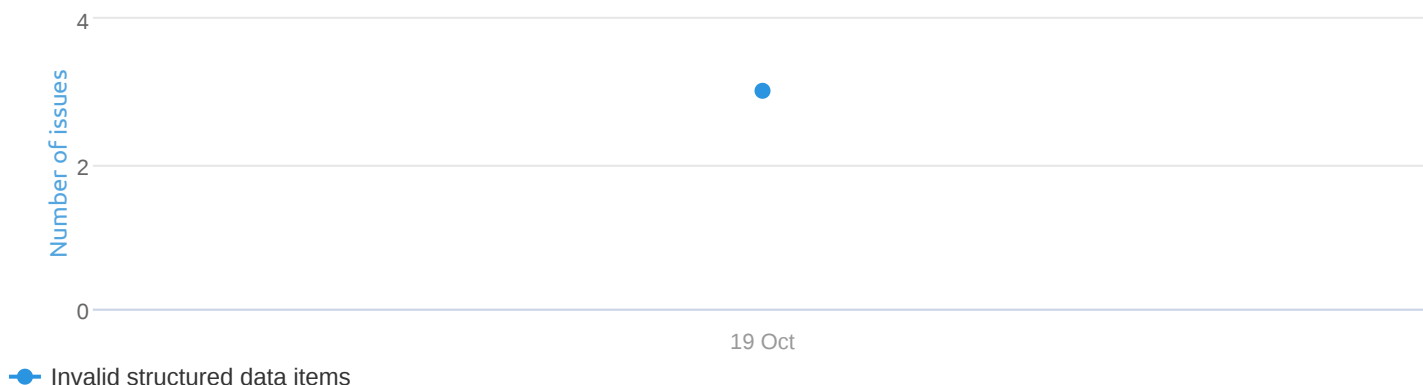 4
Number of issues
2
0
19 Oct
Invalid structured data items